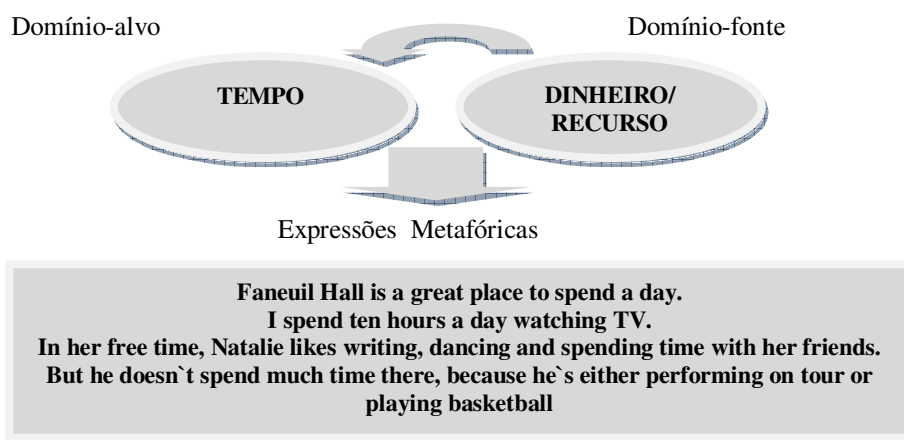 Domínio-alvo
Domínio-fonte
TEMPO
DINHEIRO/
RECURSO
Expressões Metafóricas
Faneuil Hall is a great place to spend a day.
I spend ten hours a day watching TV.
In her free time, Natalie likes writing, dancing and spending time with her friends.
But he doesn`t spend much time there, because he`s either performing on tour or
playing basketball